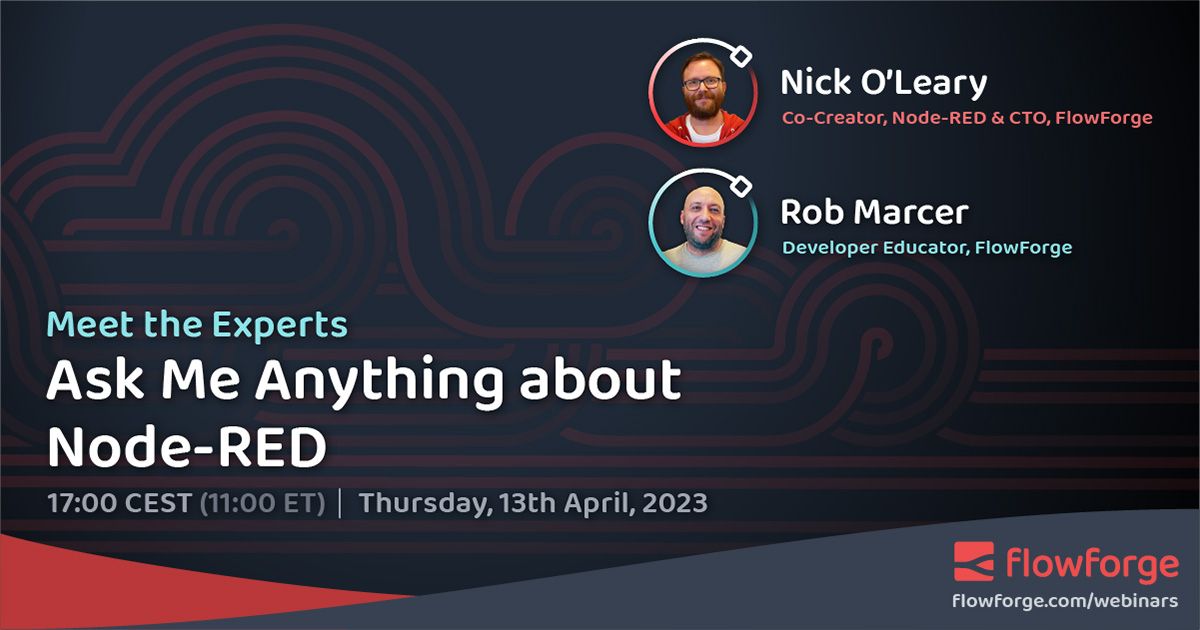 Nick O’Leary
Co-Creator, Node-RED & CTO, FlowForge
Rob Marcer
Developer Educator, FlowForge
Meet the Experts
Ask Me Anything about
Node-RED
17:00 CEST (11:00 ET) | Thursday, 13th April, 2023
flowforge
flowforge.com/webinars